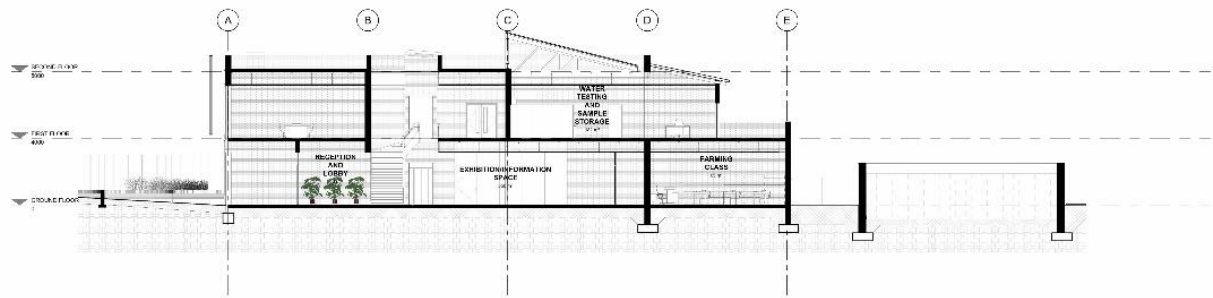 A
B
C
D
E
SECOND FLOOR
8000
WATER
TESTING
AND
SAMPLE
STORAGE
FIRST FLOOR
4000
RECEPTION
AND
LOBBY
EXHIBITION/INFORMATION
SPACE
FARMING
CLASS
GROUND FLOOR